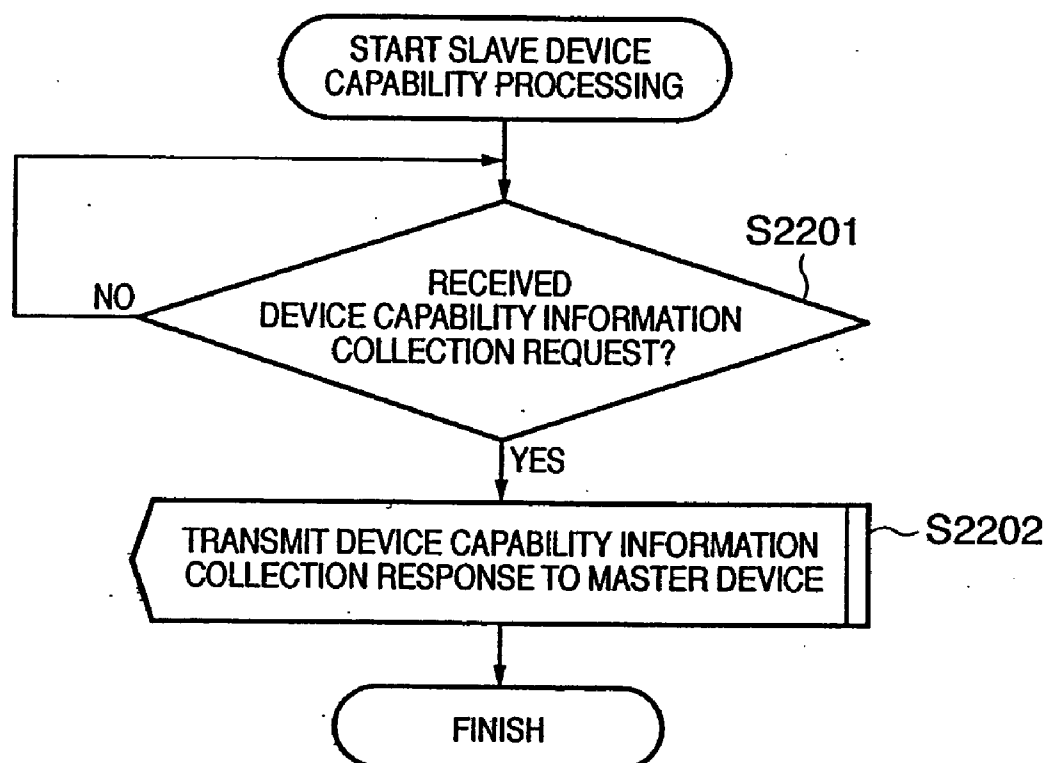 START SLAVE DEVICE
CAPABILITY PROCESSING
S2201
RECEIVED
DEVICE CAPABILITY INFORMATION
COLLECTION REQUEST?
NO
YES
TRANSMIT DEVICE CAPABILITY INFORMATION
COLLECTION RESPONSE TO MASTER DEVICE
S2202
FINISH